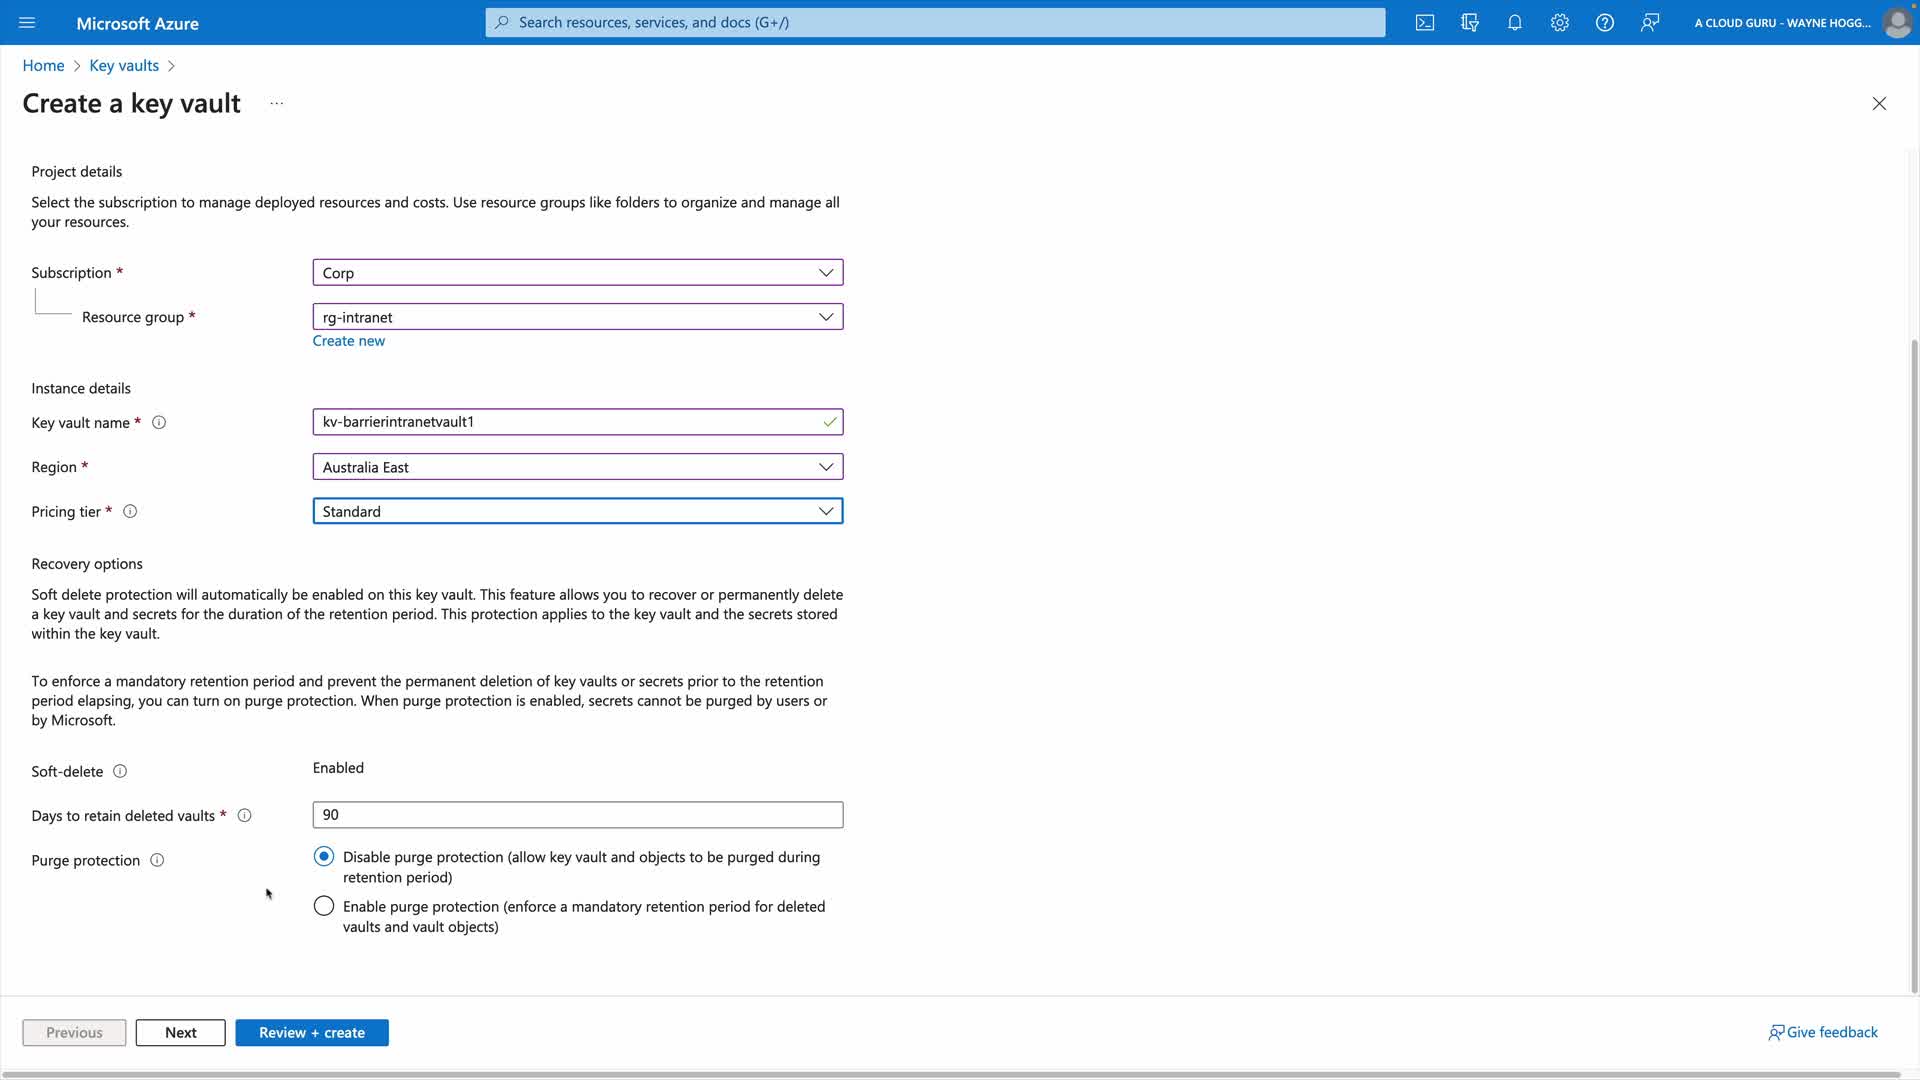 Microsoft Azure
Search resources, services, and docs (G+/)
A CLOUD GURU - WAYNE HOGG...
Home > Key vaults >
Create a key vault ...
Project details
Select the subscription to manage deployed resources and costs. Use resource groups like folders to organize and manage all
your resources.
Subscription * Corp
Resource group * rg-intranet
Create new
Instance details
Key vault name * kv-barrierintranetvault1
Region * Australia East
Pricing tier * Standard
Recovery options
Soft delete protection will automatically be enabled on this key vault. This feature allows you to recover or permanently delete
a key vault and secrets for the duration of the retention period. This protection applies to the key vault and the secrets stored
within the key vault.
To enforce a mandatory retention period and prevent the permanent deletion of key vaults or secrets prior to the retention
period elapsing, you can turn on purge protection. When purge protection is enabled, secrets cannot be purged by users or
by Microsoft.
Soft-delete Enabled
Days to retain deleted vaults * 90
Purge protection
Disable purge protection (allow key vault and objects to be purged during
retention period)
Enable purge protection (enforce a mandatory retention period for deleted
vaults and vault objects)
Previous Next Review + create Give feedback